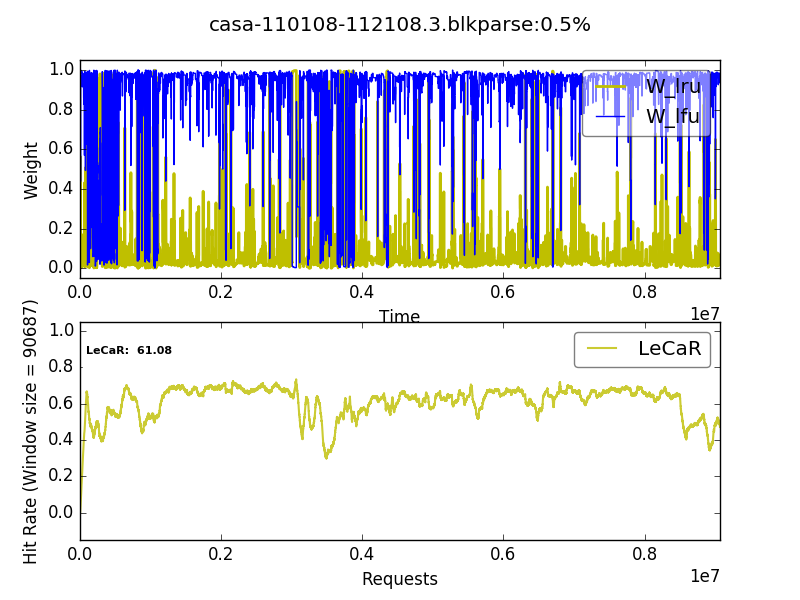 casa-110108-112108.3.blkparse:0.5%
1.0
0.8
0.6
0.4
0.2
0.0
Weight
W_lru
W_lfu
0.0
0.2
0.4
0.6
0.8
1e7
Time
1.0
0.8
0.6
0.4
0.2
0.0
Hit Rate (Window size = 90687)
LeCaR: 61.08
LeCaR
0.0
0.2
0.4
0.6
0.8
1e7
Requests